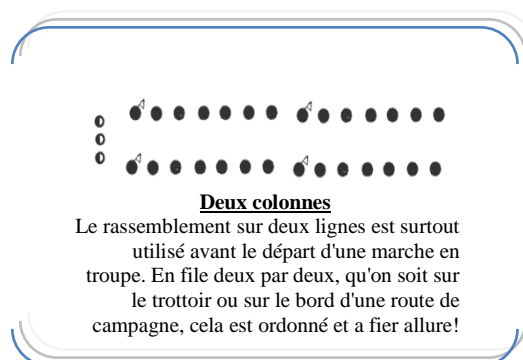 Deux colonnes
Le rassemblement sur deux lignes est surtout
utilisé avant le départ d'une marche en
troupe. En file deux par deux, qu'on soit sur
le trottoir ou sur le bord d'une route de
campagne, cela est ordonné et a fier allure!